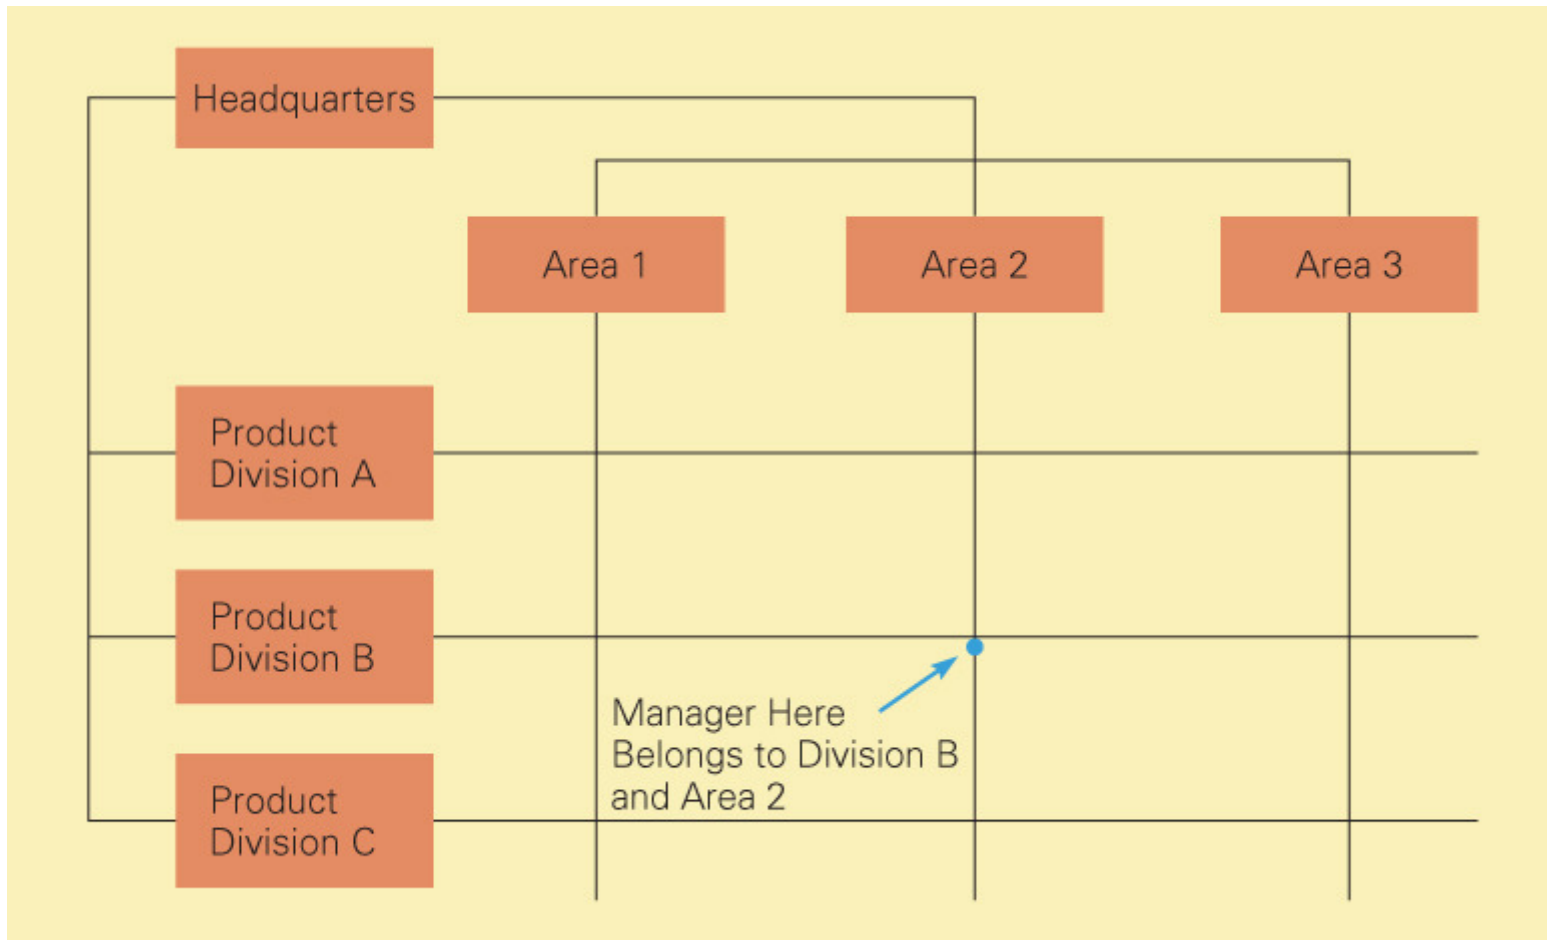 Headquarters
Area 1
Area 2
Area 3
Product
Division A
Product
Division B
Manager Here
Belongs to Division B
and Area 2
Product
Division C